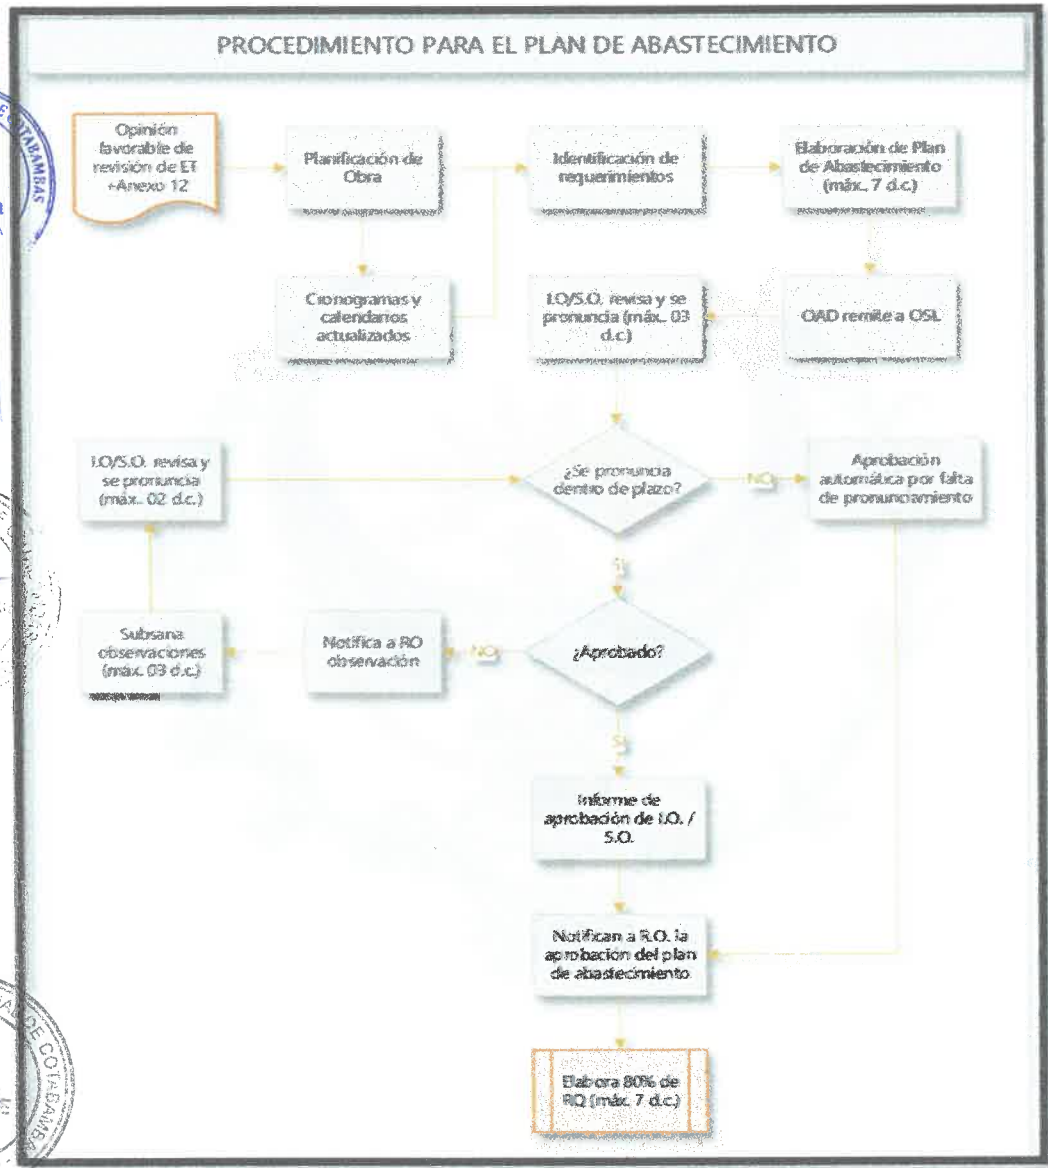 PROCEDIMIENTO PARA EL PLAN DE ABASTECIMIENTO
Opinión
favorable de
revisión de ET
+Anexo 12
Planificación de
Obra
Identificación de
requerimientos
Elaboración de Plan
de Abastecimiento
(máx. 7 d.c.)
Cronogramas y
calendarios
actualizados
I.O/S.O. revisa y se
pronuncia (máx. 03
d.c.)
OAD remite a OSL
I.O/S.O. revisa y
se pronuncia
(máx. 02 d.c.)
¿Se pronuncia
dentro de plazo?
NO
Aprobación
automática por falta
de pronunciamiento
SI
Subsana
observaciones
(máx. 03 d.c.)
Notifica a RO
observación
NO
¿Aprobado?
SI
Informe de
aprobación de I.O. /
S.O.
Notifican a R.O. la
aprobación del plan
de abastecimiento
Elabora 80% de
RQ (máx. 7 d.c.)
DE COTABAMBAS
DE COTABAMBA